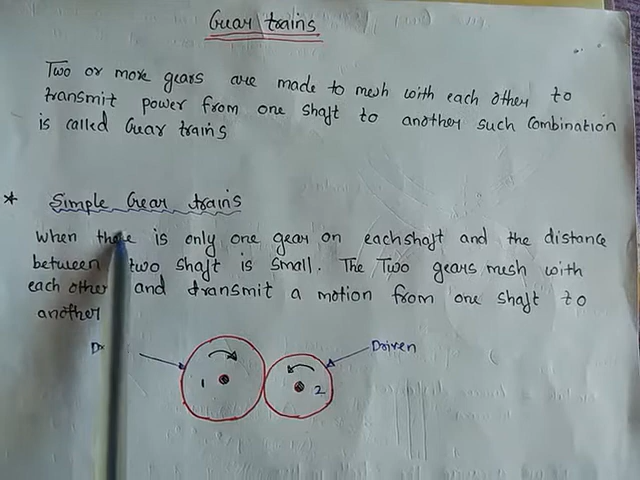 Gear trains
Two or more gears are made to mesh with each other to
transmit power from one shaft to another such combination
is called Gear trains
* Simple Gear trains
When there is only one gear on each shaft and the distance
between two shaft is small. The Two gears mesh with
each other and transmit a motion from one shaft to
another
Driven
1
2